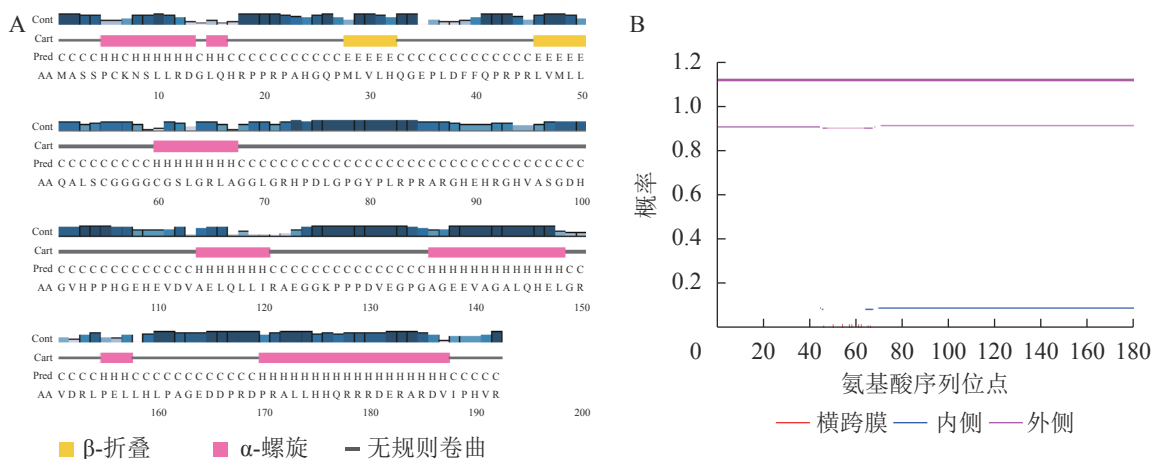 A
B
Cont
Cart
Pred C C C C H H C H H H H H H C H H C C C C C C C C C C C E E E E E C C C C C C C C C C C C C E E E E E
AA M A S S P C K N S L L R D G L Q H R P P R P A H G Q P M L V L H Q G E P L D F F Q P R P R L V M L L
10 20 30 40 50
Cont
Cart
Pred C C C C C C C C C H H H H H H H H C C C C C C C C C C C C C C C C C C C C C C C C C C C C C C C C C
AA Q A L S C G G G G C G S L G R L A G G L G R H P D L G P G Y P L R P R A R G H E H R G H V A S G D H
60 70 80 90 100
Cont
Cart
Pred C C C C C C C C C C C C C H H H H H H H C C C C C C C C C C C C C C C H H H H H H H H H H H H H C C
AA G V H P P H G E H E V D V A E L Q L L I R A E G G K P P P D V E G P G A G E E V A G A L Q H E L G R
110 120 130 140 150
Cont
Cart
Pred C C C C H H H C C C C C C C C C C C C H H H H H H H H H H H H H H H H H H C C C C C
AA V D R L P E L L H L P A G E D D P R D P R A L L H H Q R R R D E R A R D V I P H V R
160 170 180 190 200
β-折叠 α-螺旋 无规则卷曲
1.2
1.0
0.8
0.6
0.4
0.2
概率
0 20 40 60 80 100 120 140 160 180
氨基酸序列位点
横跨膜 内侧 外侧